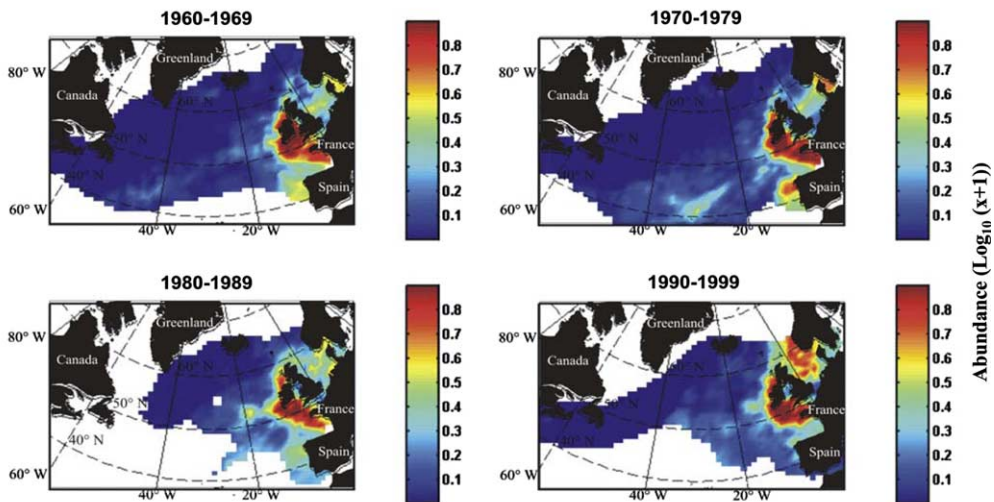 1960-1969
1970-1979
80° W
Canada
Greenland
60° N
50° N
40° N
France
Spain
60° W
40° W
20° W
0.8
0.7
0.6
0.5
0.4
0.3
0.2
0.1
80° W
Canada
Greenland
60° N
50° N
40° N
France
Spain
60° W
40° W
20° W
0.8
0.7
0.6
0.5
0.4
0.3
0.2
0.1
Abundance (Log10 (x+1))
1980-1989
1990-1999
80° W
Canada
Greenland
60° N
50° N
40° N
France
Spain
60° W
40° W
20° W
0.8
0.7
0.6
0.5
0.4
0.3
0.2
0.1
80° W
Canada
Greenland
60° N
50° N
40° N
France
Spain
60° W
40° W
20° W
0.8
0.7
0.6
0.5
0.4
0.3
0.2
0.1